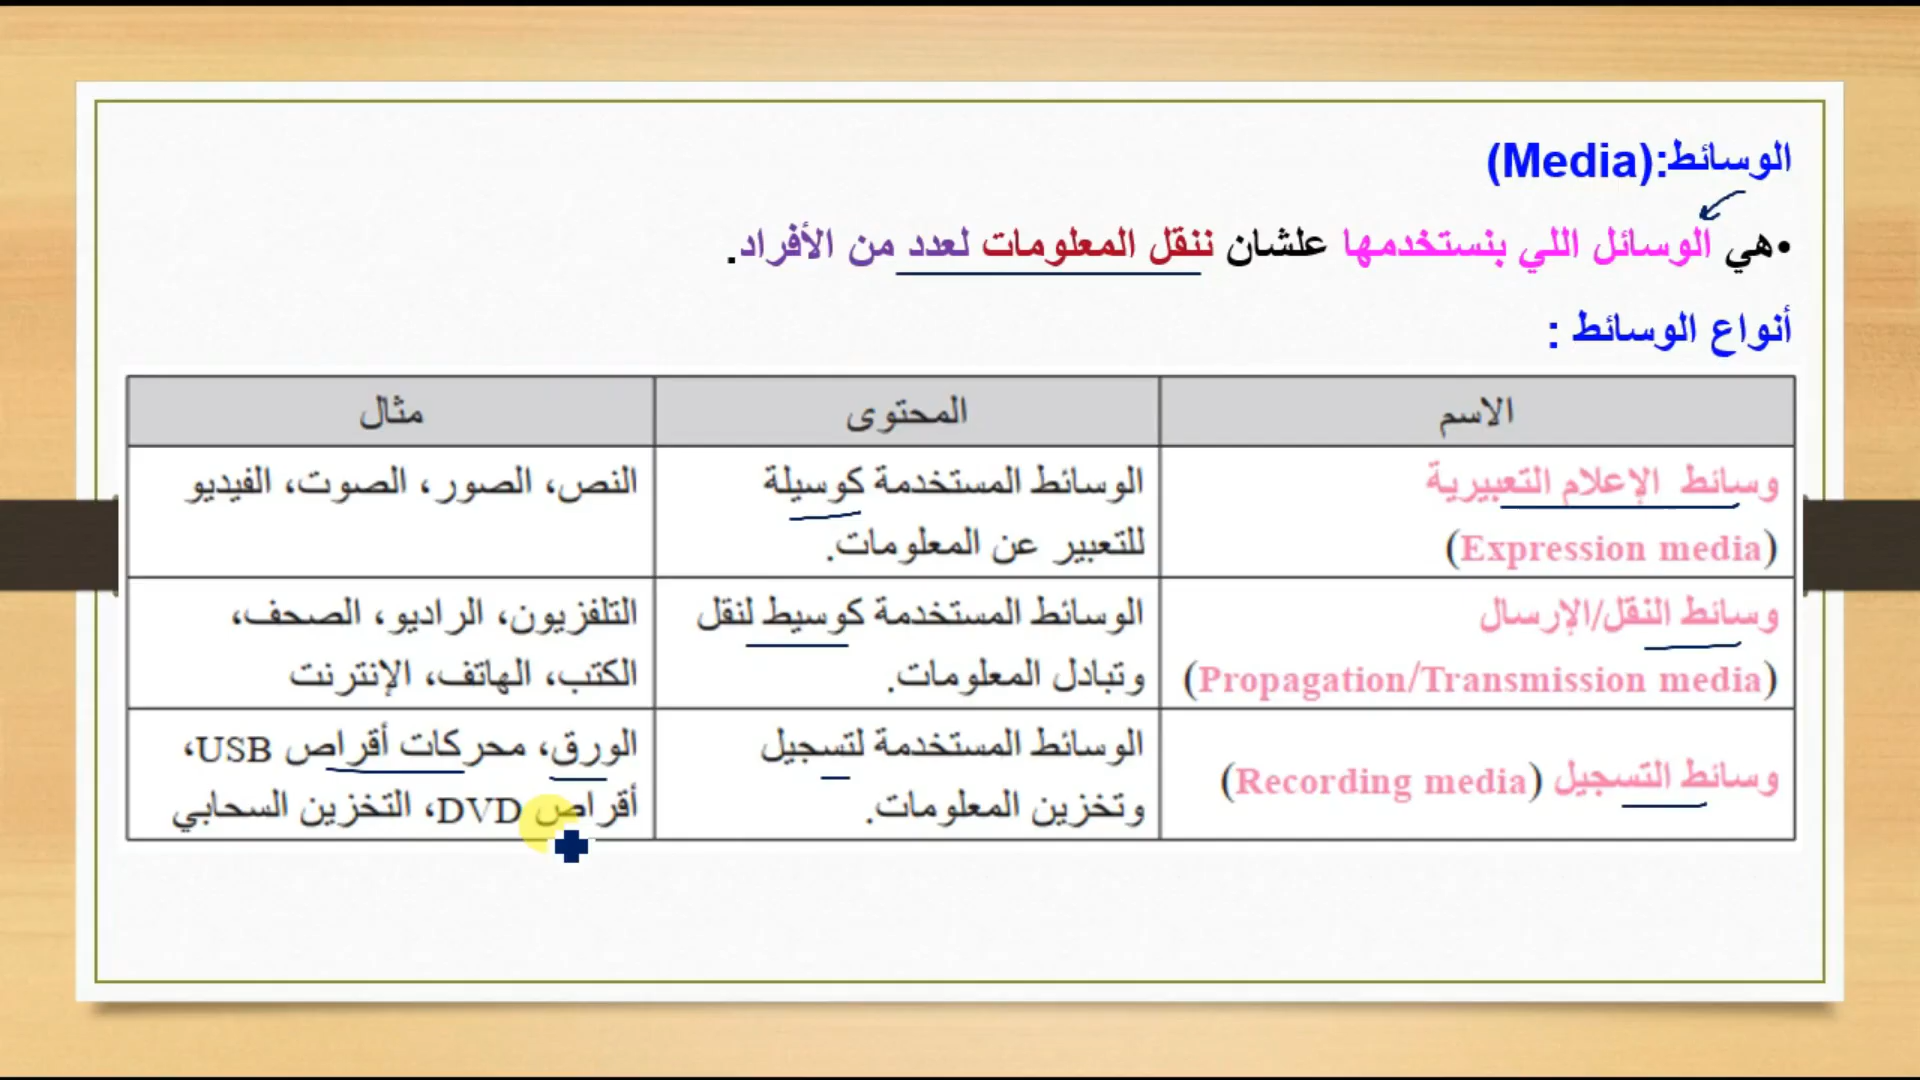 الوسائط:(Media)
•هي الوسائل اللي بنستخدمها علشان ننقل المعلومات لعدد من الأفراد.
أنواع الوسائط :
الاسم المحتوى مثال
وسائط الإعلام التعبيرية
(Expression media)
الوسائط المستخدمة كوسيلة
للتعبير عن المعلومات.
النص، الصور، الصوت، الفيديو
وسائط النقل/الإرسال
(Propagation/Transmission media)
الوسائط المستخدمة كوسيط لنقل
وتبادل المعلومات.
التلفزيون، الراديو، الصحف،
الكتب، الهاتف، الإنترنت
وسائط التسجيل (Recording media)
الوسائط المستخدمة لتسجيل
وتخزين المعلومات.
الورق، محركات أقراص USB،
أقراص DVD، التخزين السحابي